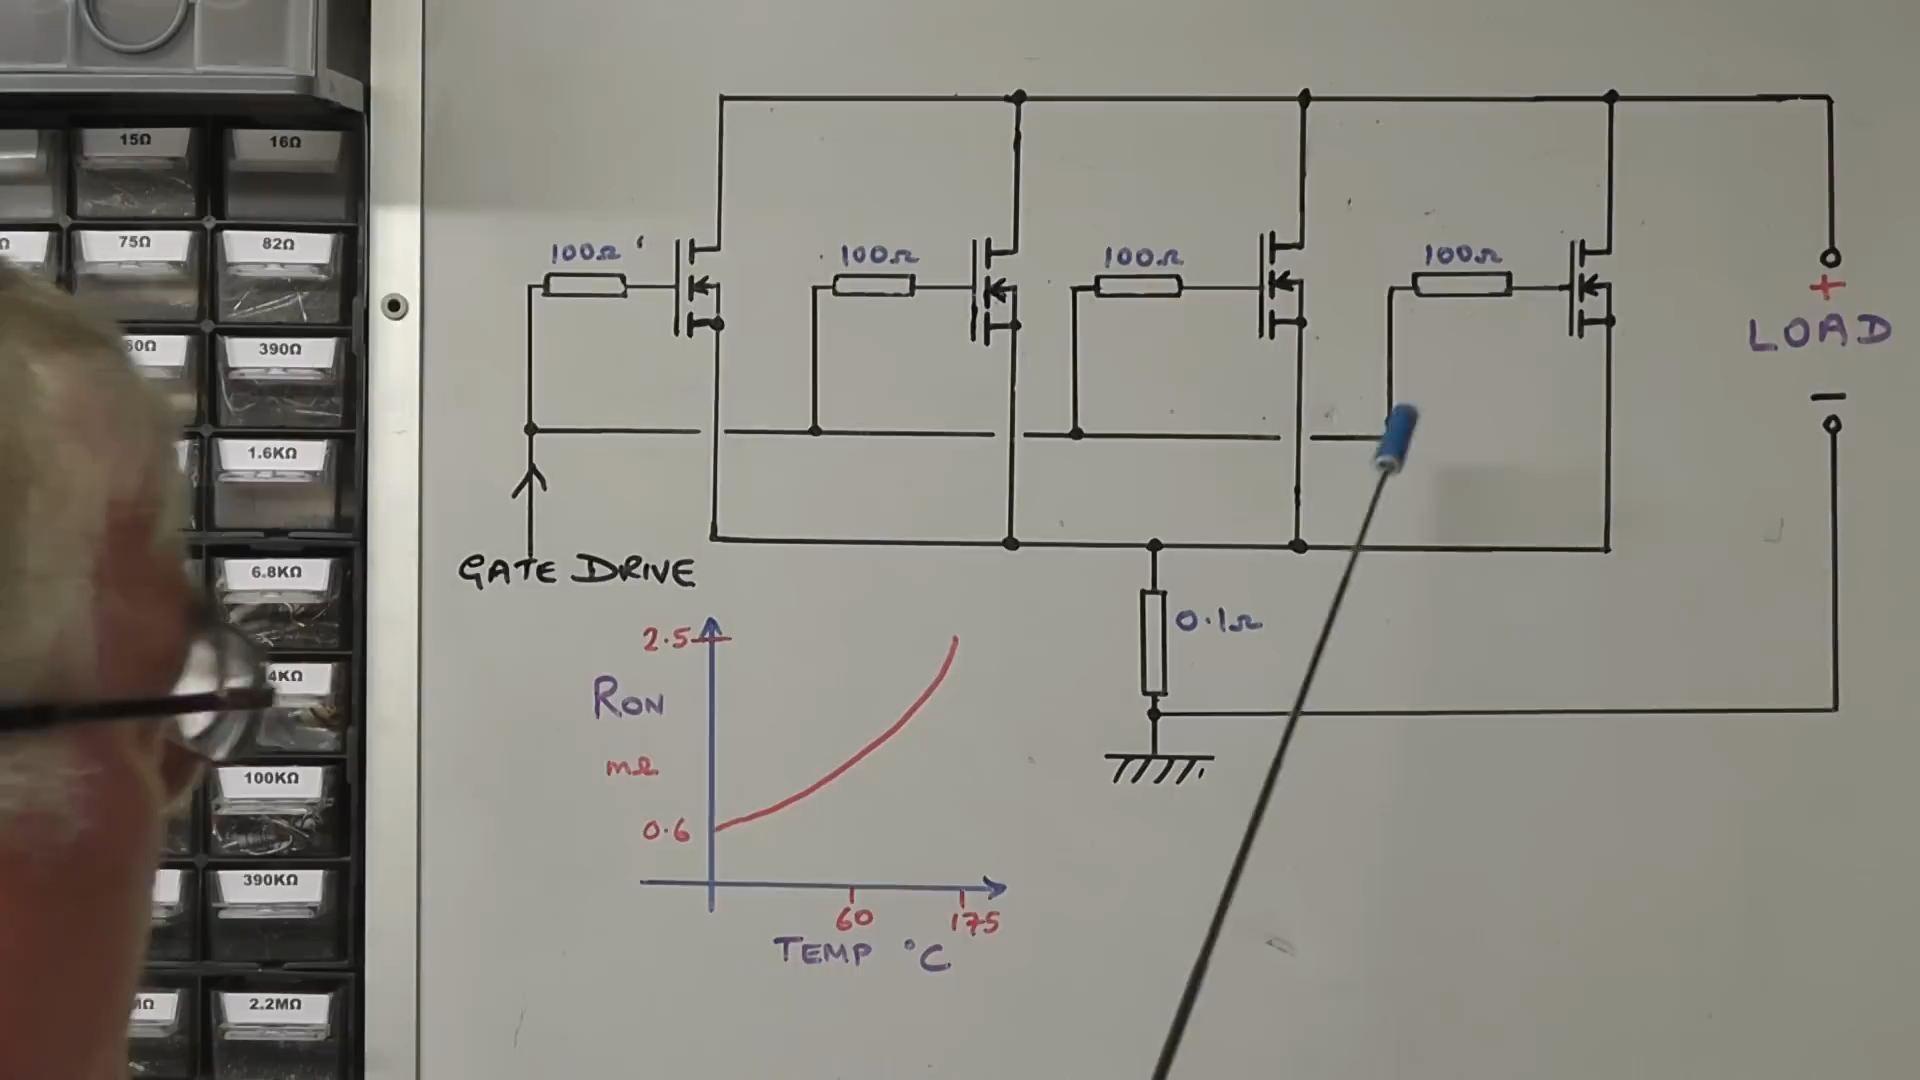 15Ω
16Ω
75Ω
82Ω
390Ω
1.6KΩ
6.8KΩ
100KΩ
390KΩ
2.2MΩ
100Ω
100Ω
100Ω
100Ω
+
LOAD
−
GATE DRIVE
0.1Ω
2.5
RON
mΩ
0.6
60
175
TEMP °C